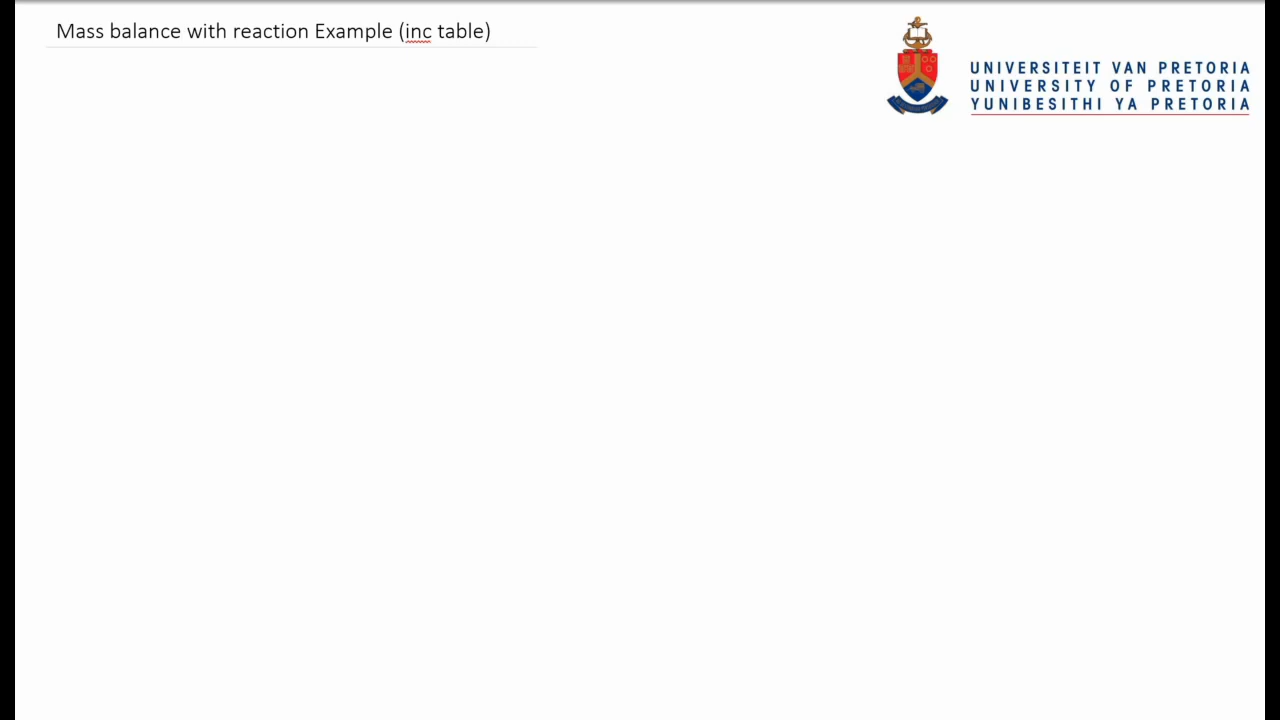 Mass balance with reaction Example (inc table)
UNIVERSITEIT VAN PRETORIA
UNIVERSITY OF PRETORIA
YUNIBESITHI YA PRETORIA